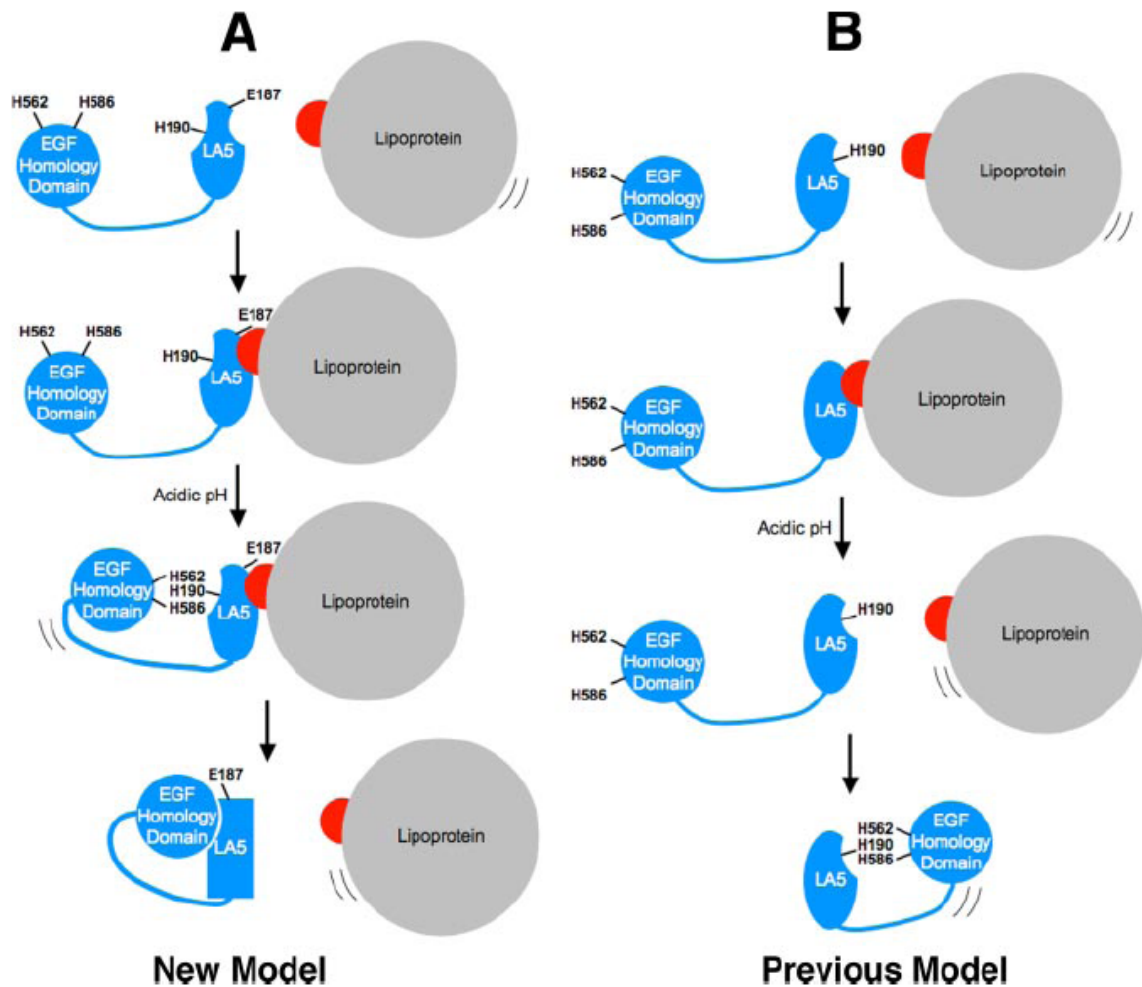 A
H562 H586
EGF
Homology
Domain
H190
E187
LA5
Lipoprotein
H562 H586
EGF
Homology
Domain
H190
E187
LA5
Lipoprotein
Acidic pH
EGF
Homology
Domain
H562
H190
H586
E187
LA5
Lipoprotein
E187
EGF
Homology
Domain
LA5
Lipoprotein
New Model
B
H562
H586
EGF
Homology
Domain
LA5
H190
Lipoprotein
H562
H586
EGF
Homology
Domain
LA5
Lipoprotein
Acidic pH
H562
H586
EGF
Homology
Domain
LA5
H190
Lipoprotein
LA5
H562
H190
H586
EGF
Homology
Domain
Previous Model